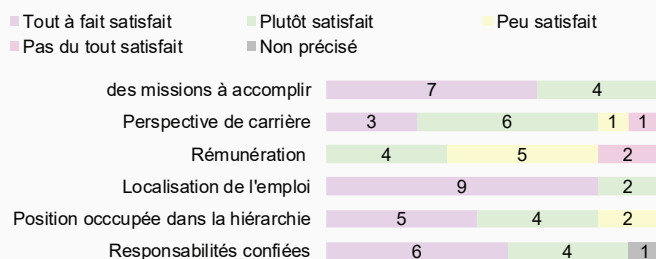 Tout à fait satisfait Plutôt satisfait Peu satisfait
Pas du tout satisfait Non précisé
des missions à accomplir 7 4
Perspective de carrière 3 6 1 1
Rémunération 4 5 2
Localisation de l'emploi 9 2
Position occcupée dans la hiérarchie 5 4 2
Responsabilités confiées 6 4 1